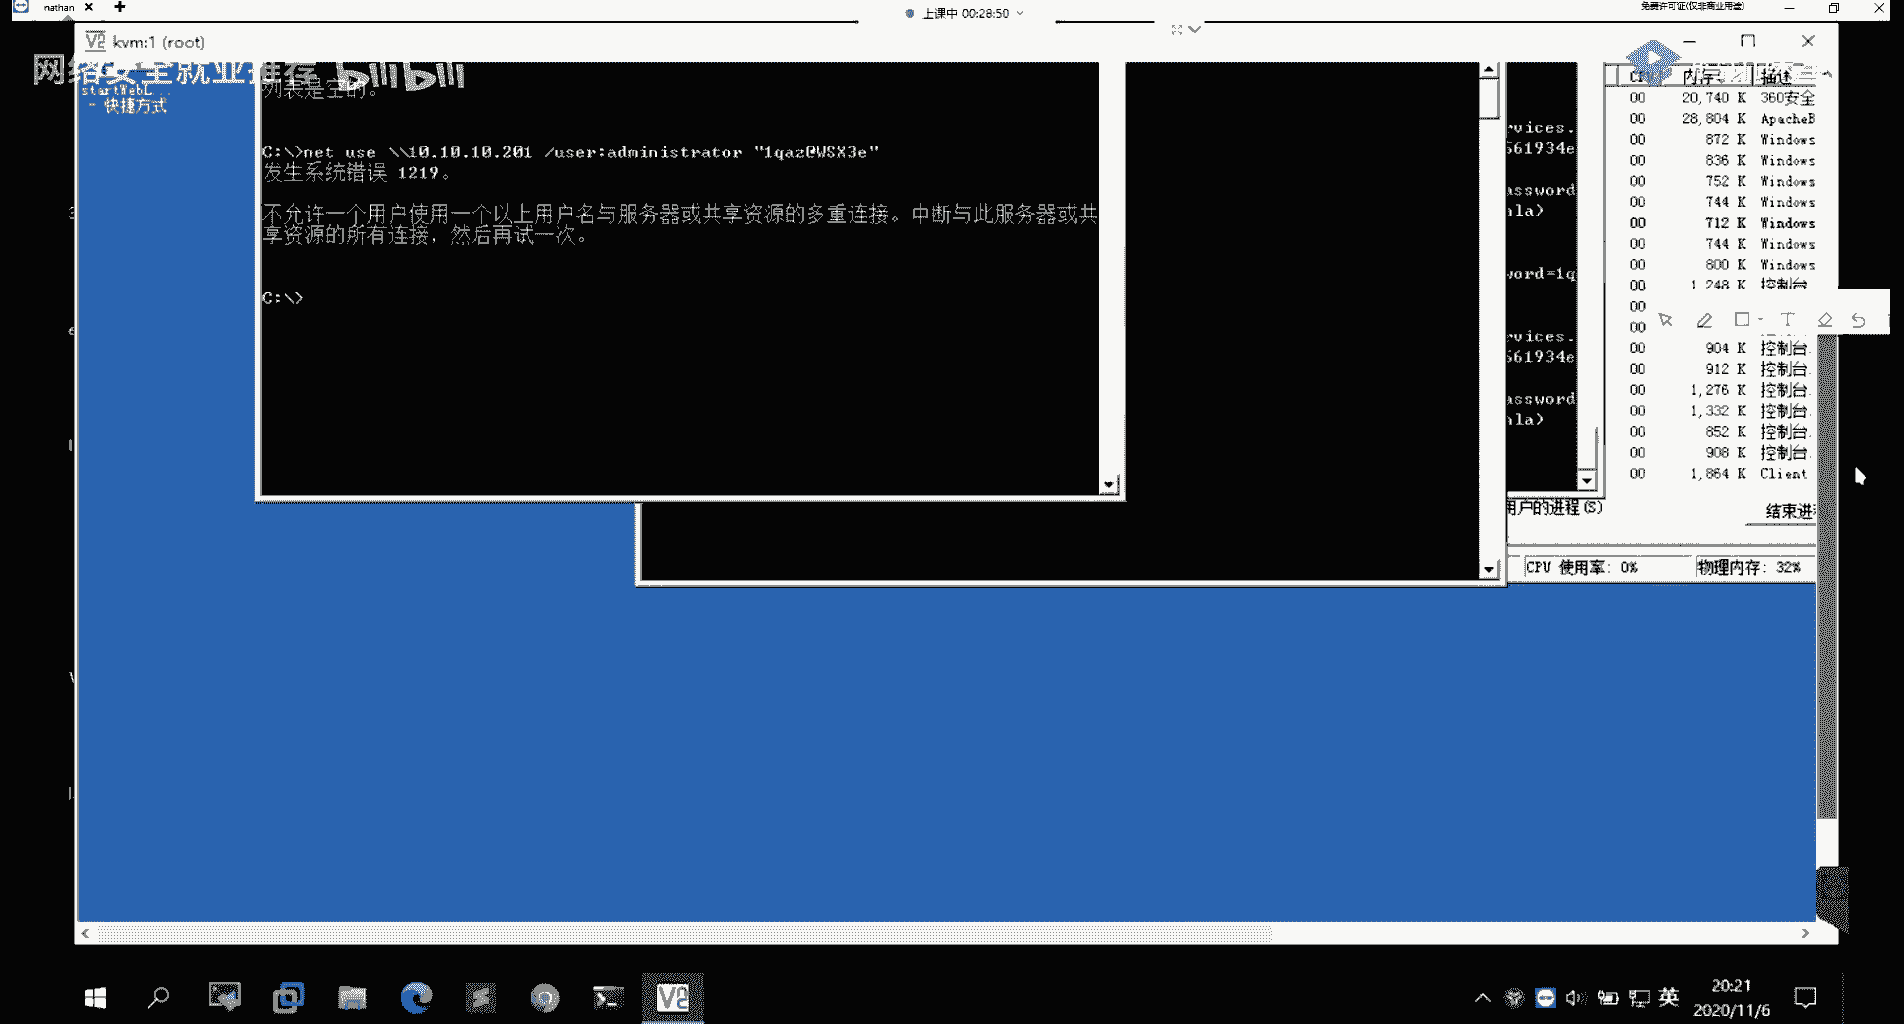 nathan
上课中 00:28:50
免费许可证(仅非商业用途)
kvm:1 (root)
网络安全就业推荐 bilibili
startWebL...
- 快捷方式
列表是空的。
C:\>net use \\10.10.10.201 /user:administrator "1qaz@WSX3e"
发生系统错误 1219。
不允许一个用户使用一个以上用户名与服务器或共享资源的多重连接。中断与此服务器或共
享资源的所有连接，然后再试一次。
C:\>
rvices.
561934e
assword
ala)
word=1q
rvices.
561934e
assword
ala)
描述
00 20,740 K 360安全
00 28,804 K ApacheB
00 872 K Windows
00 836 K Windows
00 752 K Windows
00 744 K Windows
00 712 K Windows
00 744 K Windows
00 800 K Windows
00 1,248 K 控制台
00
00
00 904 K 控制台
00 912 K 控制台
00 1,276 K 控制台
00 1,332 K 控制台
00 852 K 控制台
00 908 K 控制台
00 1,864 K Client
用户的进程(S)
结束进
CPU 使用率: 0%
物理内存: 32%
英
20:21
2020/11/6